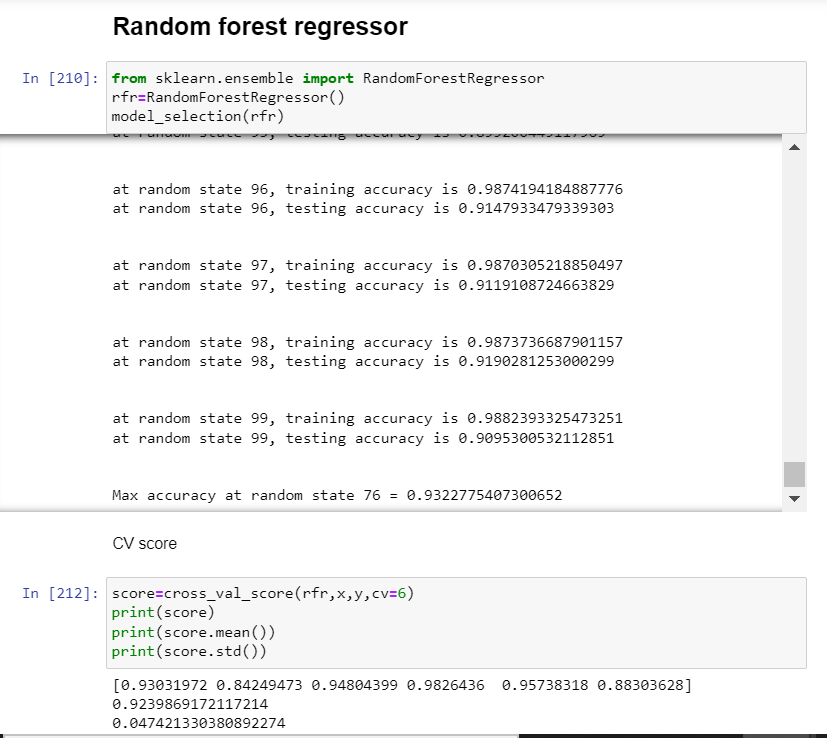 Random forest regressor
In [210]: from sklearn.ensemble import RandomForestRegressor
rfr=RandomForestRegressor()
model_selection(rfr)
at random state 96, training accuracy is 0.9874194184887776
at random state 96, testing accuracy is 0.9147933479339303
at random state 97, training accuracy is 0.9870305218850497
at random state 97, testing accuracy is 0.9119108724663829
at random state 98, training accuracy is 0.9873736687901157
at random state 98, testing accuracy is 0.9190281253000299
at random state 99, training accuracy is 0.9882393325473251
at random state 99, testing accuracy is 0.9095300532112851
Max accuracy at random state 76 = 0.9322775407300652
CV score
In [212]: score=cross_val_score(rfr,x,y,cv=6)
print(score)
print(score.mean())
print(score.std())
[0.93031972 0.84249473 0.94804399 0.9826436  0.95738318 0.88303628]
0.9239869172117214
0.047421330380892274